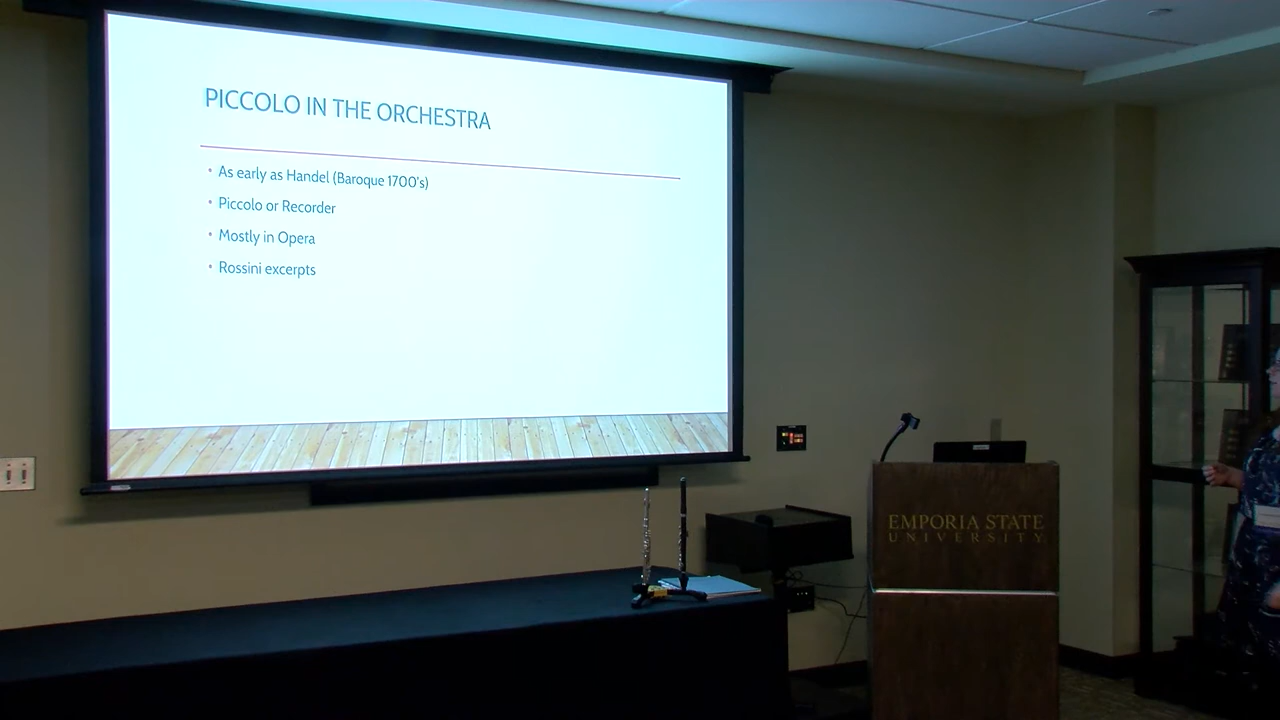 PICCOLO IN THE ORCHESTRA
• As early as Handel (Baroque 1700's)
• Piccolo or Recorder
• Mostly in Opera
• Rossini excerpts
EMPORIA STATE
UNIVERSITY